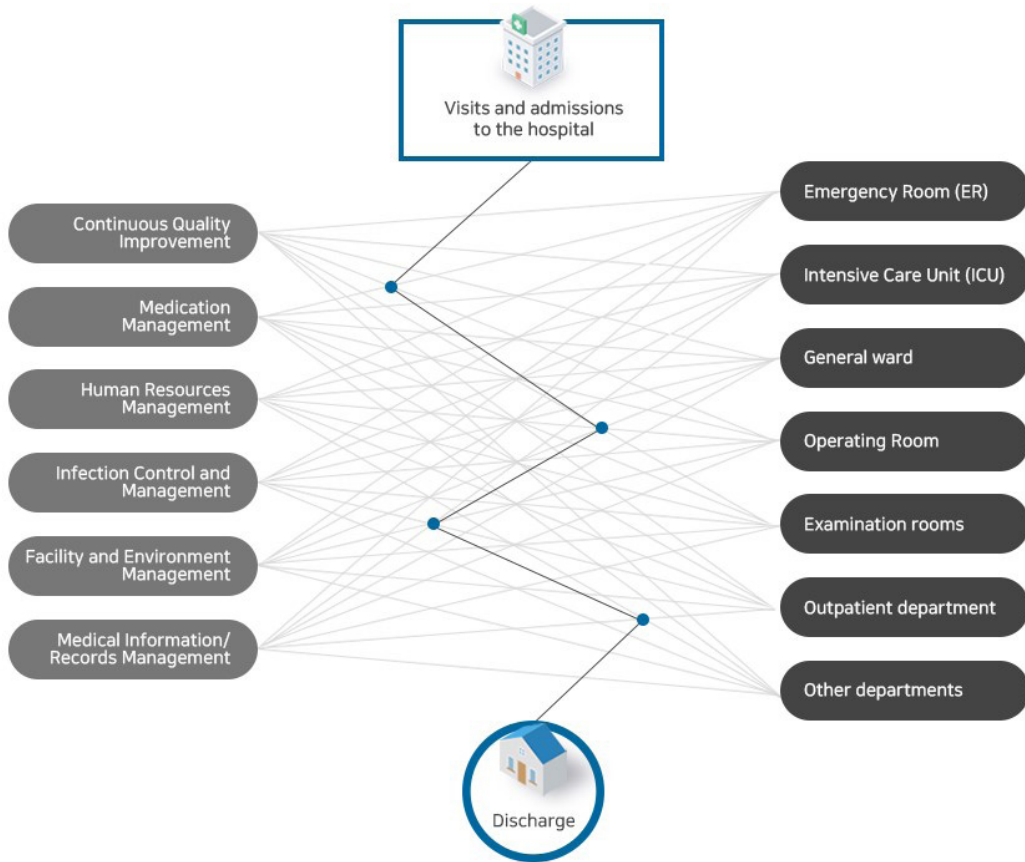 Visits and admissions
to the hospital
Continuous Quality
Improvement
Medication
Management
Human Resources
Management
Infection Control and
Management
Facility and Environment
Management
Medical Information/
Records Management
Emergency Room (ER)
Intensive Care Unit (ICU)
General ward
Operating Room
Examination rooms
Outpatient department
Other departments
Discharge